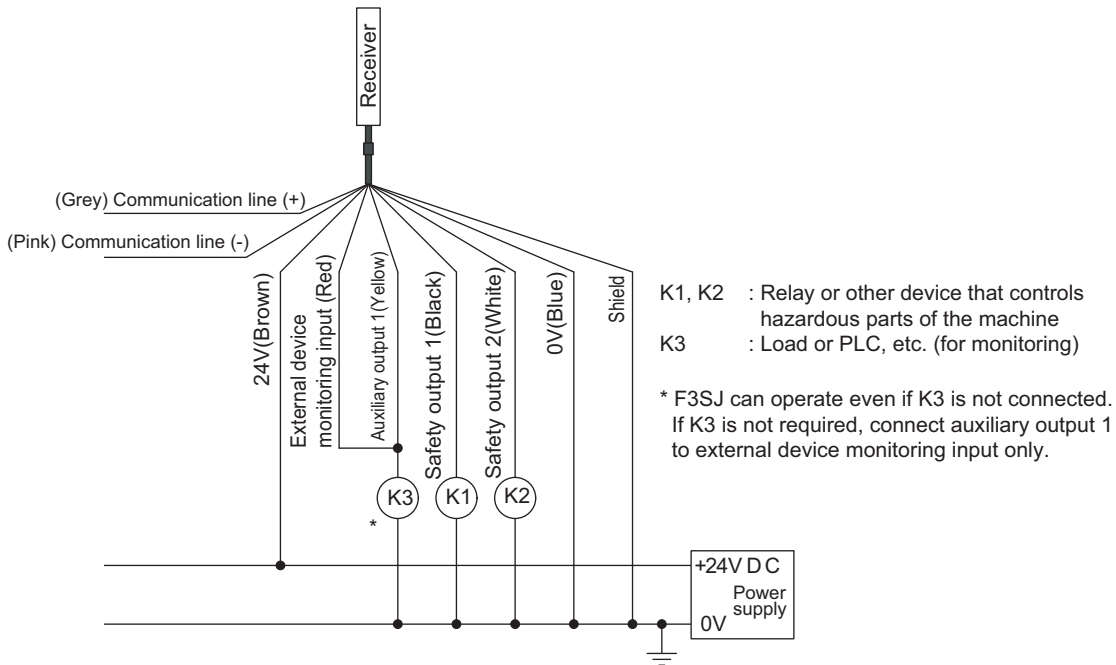 Receiver
(Grey) Communication line (+)
(Pink) Communication line (-)
24V(Brown)
External device
monitoring input (Red)
Auxiliary output 1(Yellow)
Safety output 1(Black)
Safety output 2(White)
0V(Blue)
Shield
K1, K2 : Relay or other device that controls
hazardous parts of the machine
K3 : Load or PLC, etc. (for monitoring)
* F3SJ can operate even if K3 is not connected.
If K3 is not required, connect auxiliary output 1
to external device monitoring input only.
K3
K1
K2
*
+24V D C
Power
supply
0V